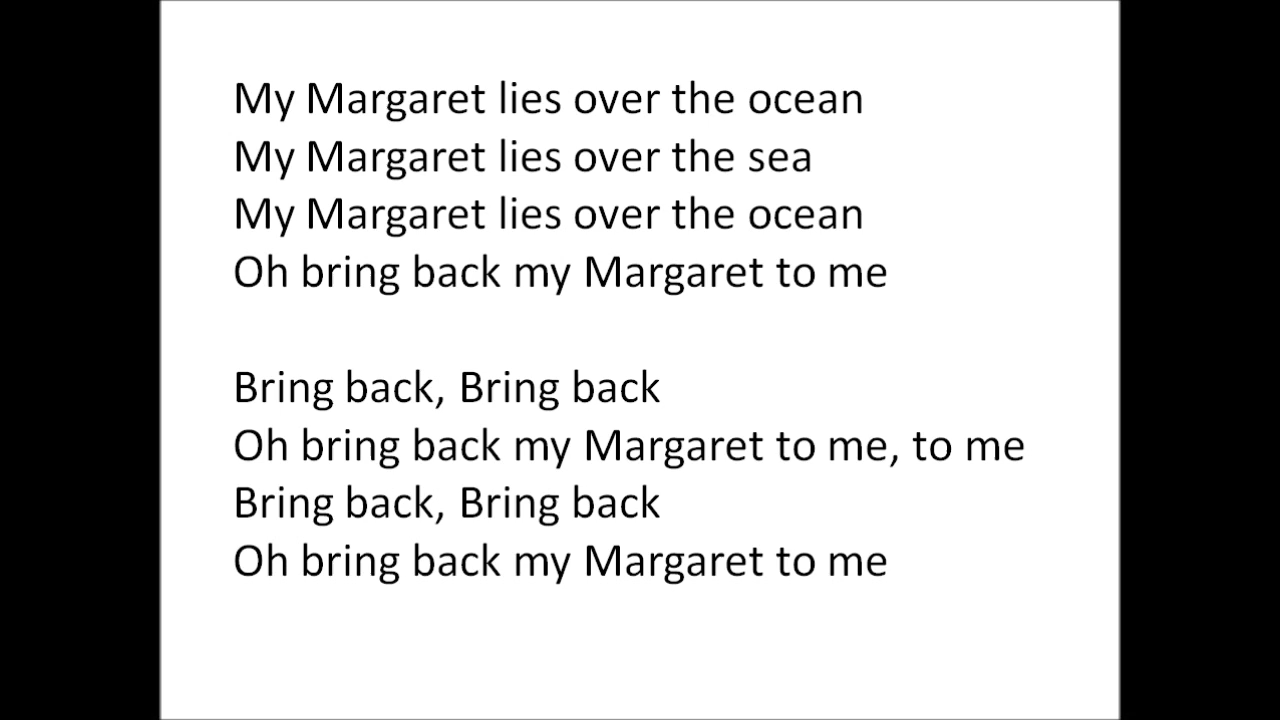 My Margaret lies over the ocean
My Margaret lies over the sea
My Margaret lies over the ocean
Oh bring back my Margaret to me
Bring back, Bring back
Oh bring back my Margaret to me, to me
Bring back, Bring back
Oh bring back my Margaret to me